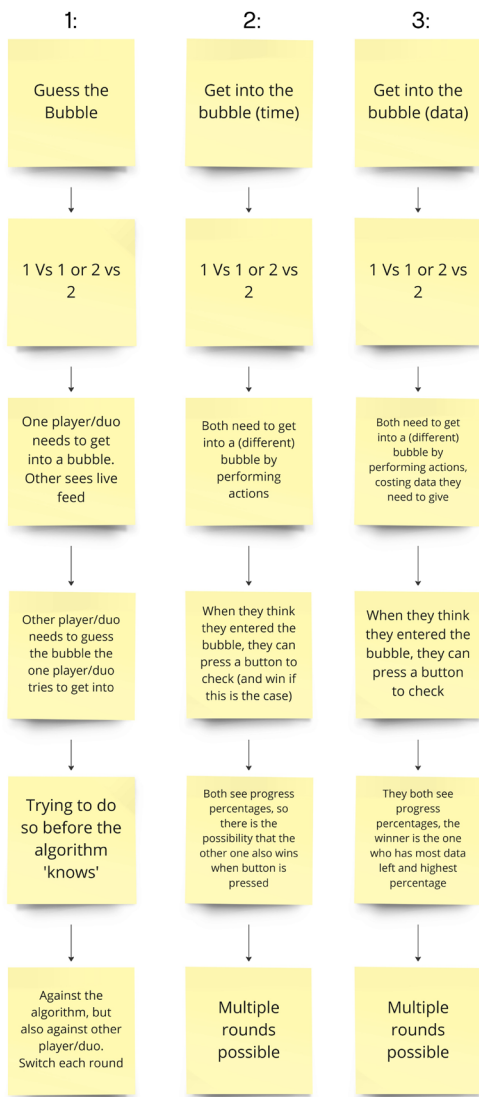 1:
Guess the
Bubble
1 Vs 1 or 2 vs
2
One player/duo
needs to get
into a bubble.
Other sees live
feed
Other player/duo
needs to guess
the bubble the
one player/duo
tries to get into
Trying to do
so before the
algorithm
'knows'
Against the
algorithm, but
also against other
player/duo.
Switch each round
2:
Get into the
bubble (time)
1 Vs 1 or 2 vs
2
Both need to get
into a (different)
bubble by
performing
actions
When they think
they entered the
bubble, they can
press a button to
check (and win if
this is the case)
Both see progress
percentages, so
there is the
possibility that the
other one also wins
when button is
pressed
Multiple
rounds
possible
3:
Get into the
bubble (data)
1 Vs 1 or 2 vs
2
Both need to get
into a (different)
bubble by
performing actions,
costing data they
need to give
When they think
they entered the
bubble, they can
press a button
to check
They both see
progress
percentages, the
winner is the one
who has most data
left and highest
percentage
Multiple
rounds
possible